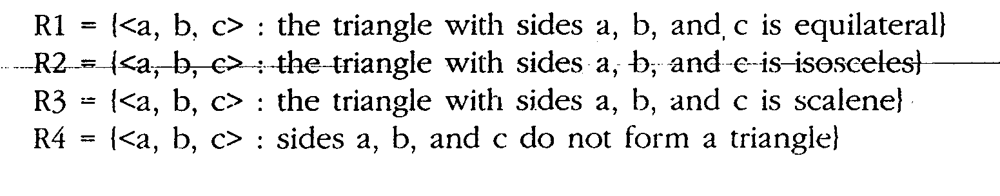 R1 = {<a, b, c> : the triangle with sides a, b, and c is equilateral}
R2 = {<a, b, c> : the triangle with sides a, b, and c is isosceles}
R3 = {<a, b, c> : the triangle with sides a, b, and c is scalene}
R4 = {<a, b, c> : sides a, b, and c do not form a triangle}